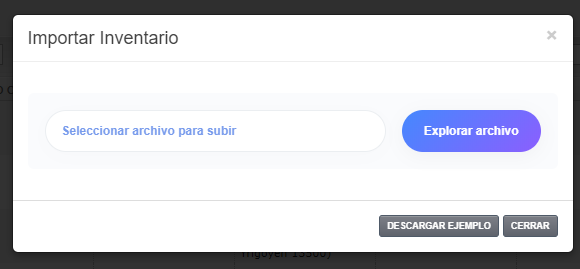 Importar Inventario
×
Seleccionar archivo para subir
Explorar archivo
DESCARGAR EJEMPLO
CERRAR